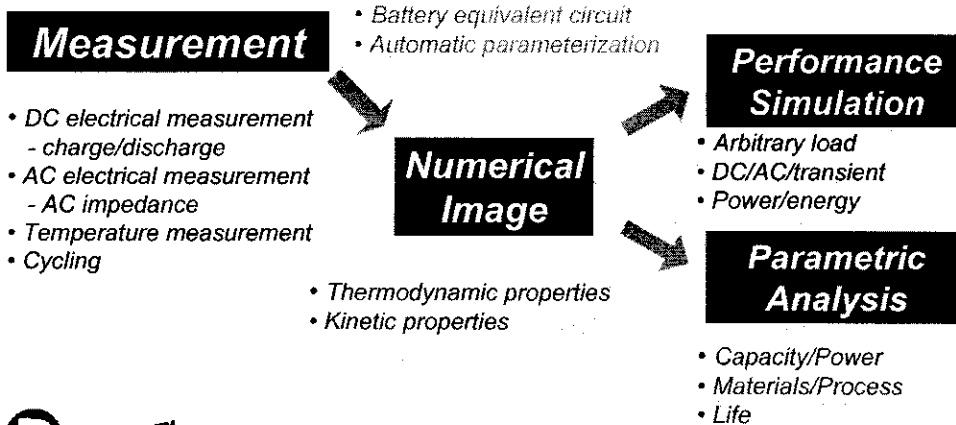 Measurement
• Battery equivalent circuit
• Automatic parameterization
• DC electrical measurement
- charge/discharge
• AC electrical measurement
- AC impedance
• Temperature measurement
• Cycling
Numerical
Image
• Thermodynamic properties
• Kinetic properties
Performance
Simulation
• Arbitrary load
• DC/AC/transient
• Power/energy
Parametric
Analysis
• Capacity/Power
• Materials/Process
• Life